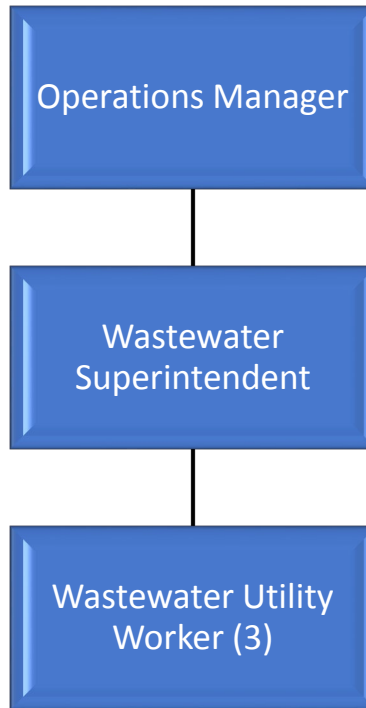 Operations Manager
Wastewater
Superintendent
Wastewater Utility
Worker (3)